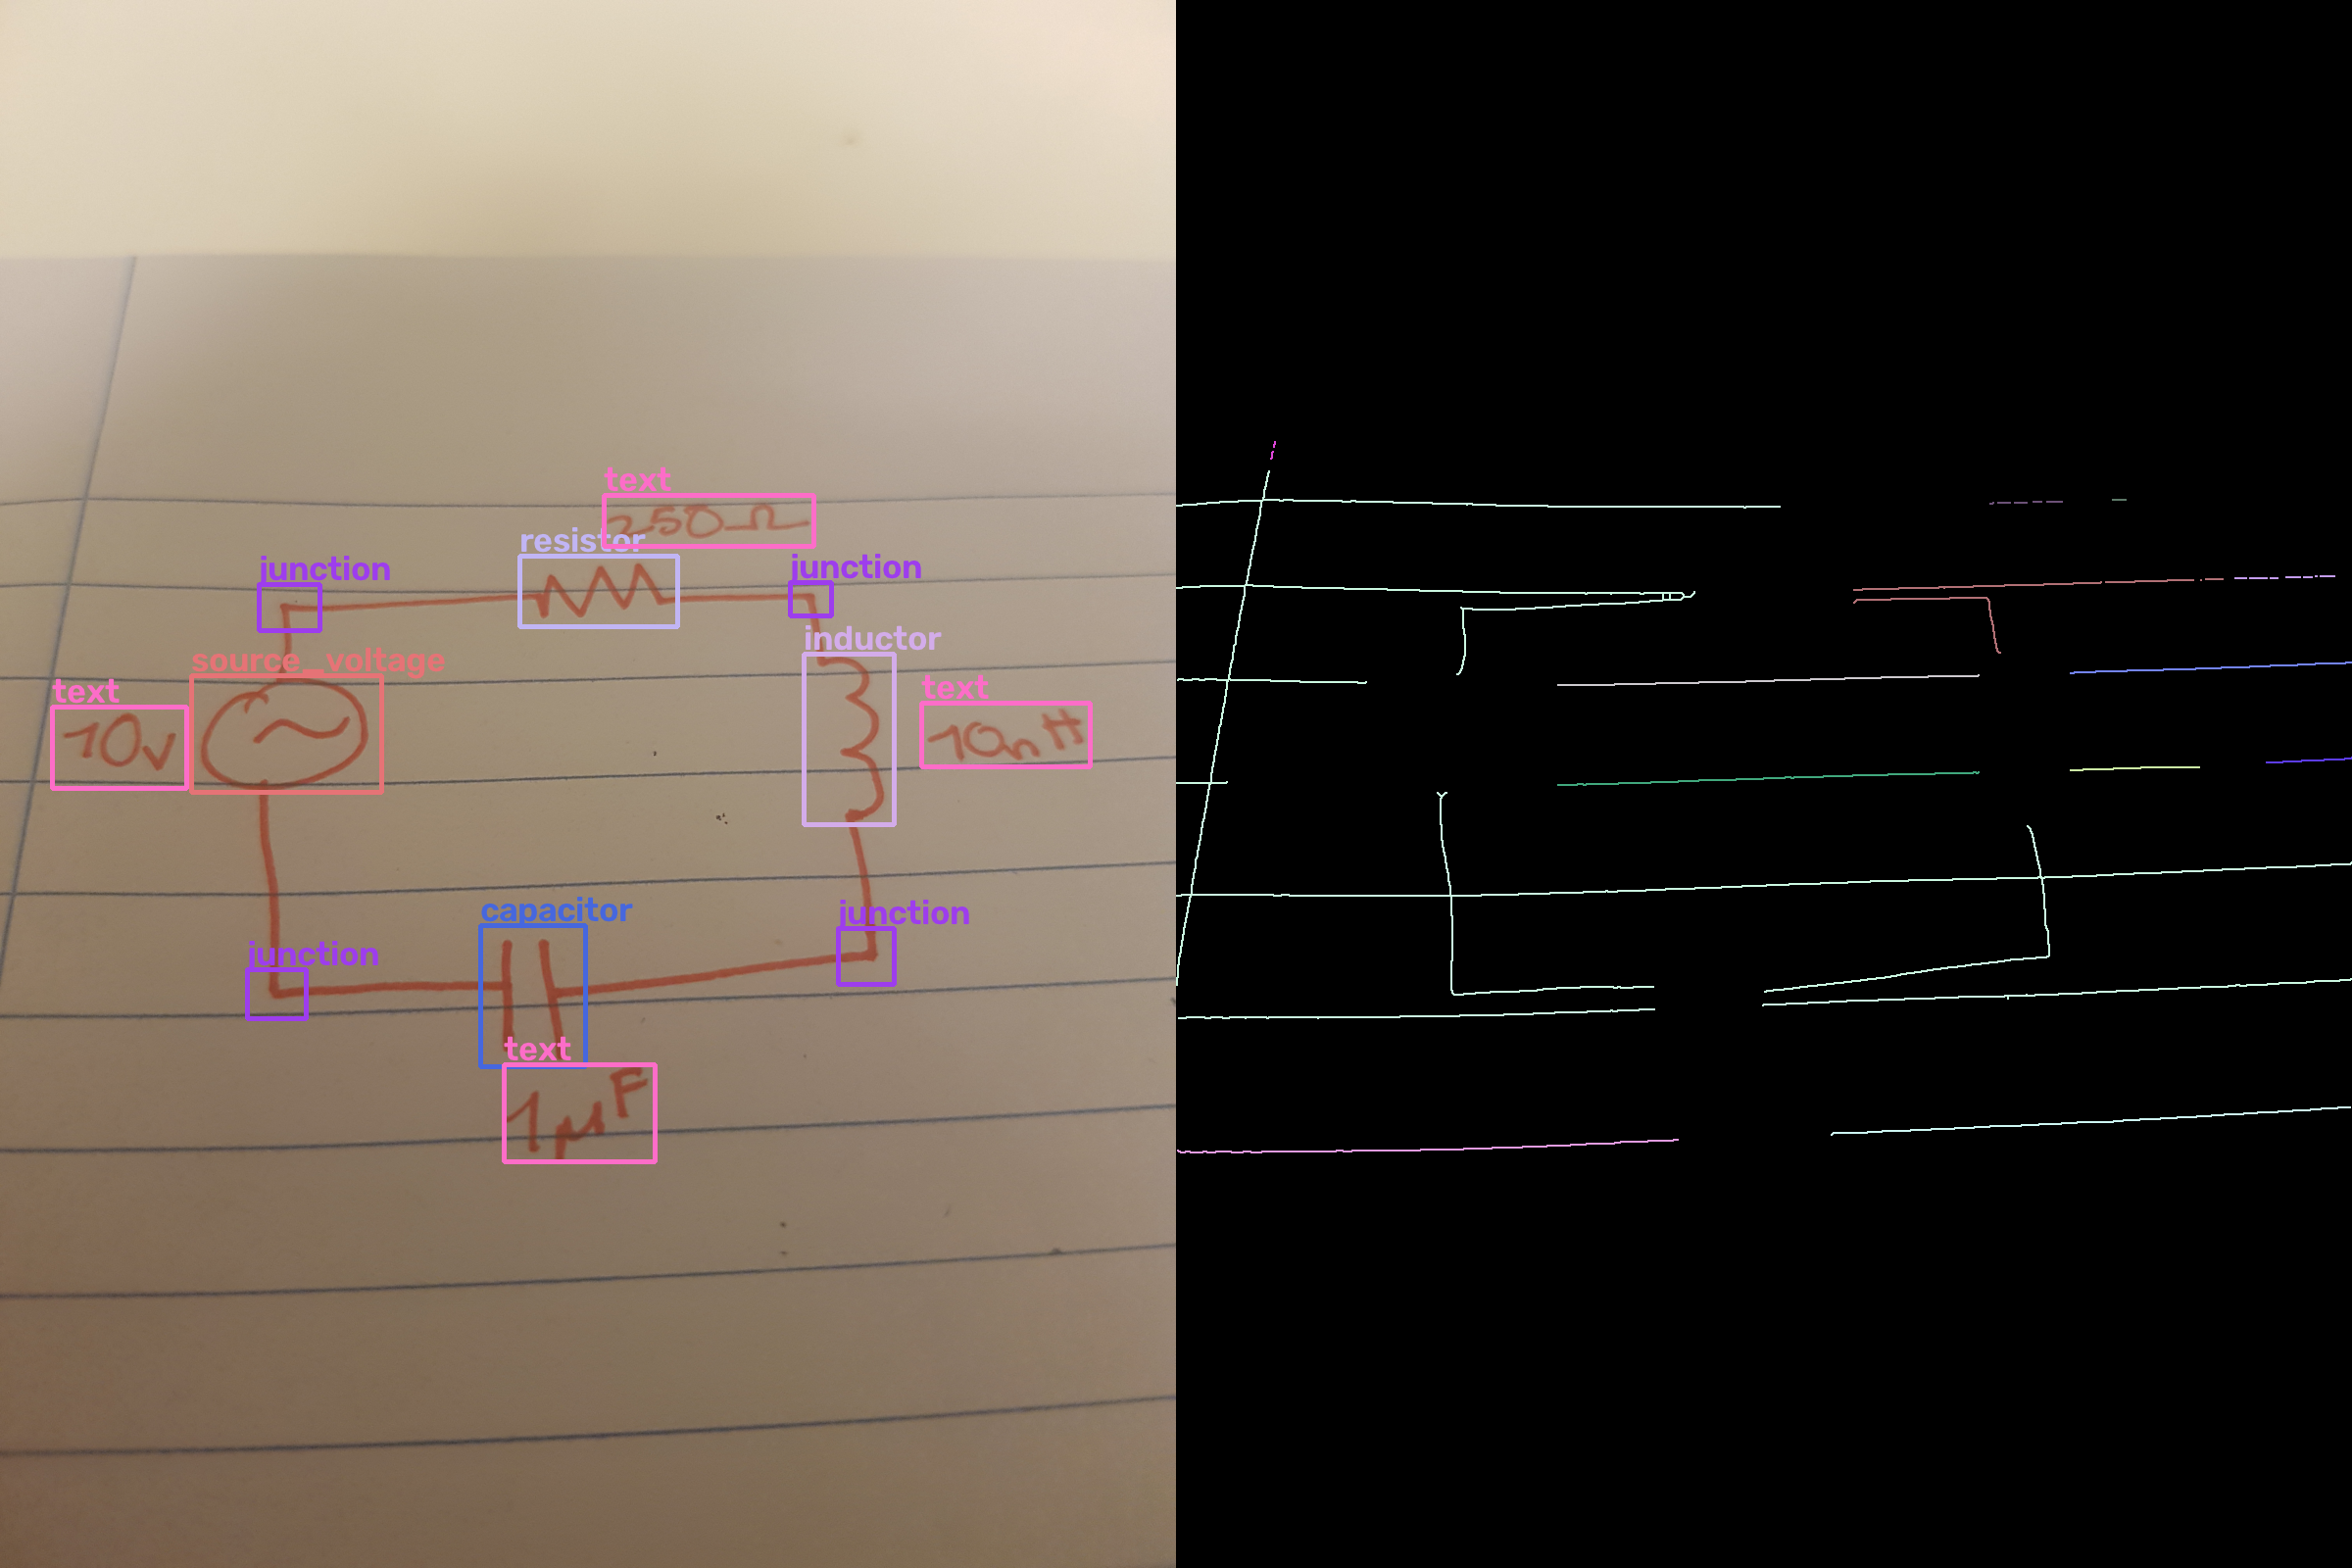 text
250Ω
resistor
junction
junction
inductor
source_voltage
text
10v
text
10nH
capacitor
junction
junction
text
1µF